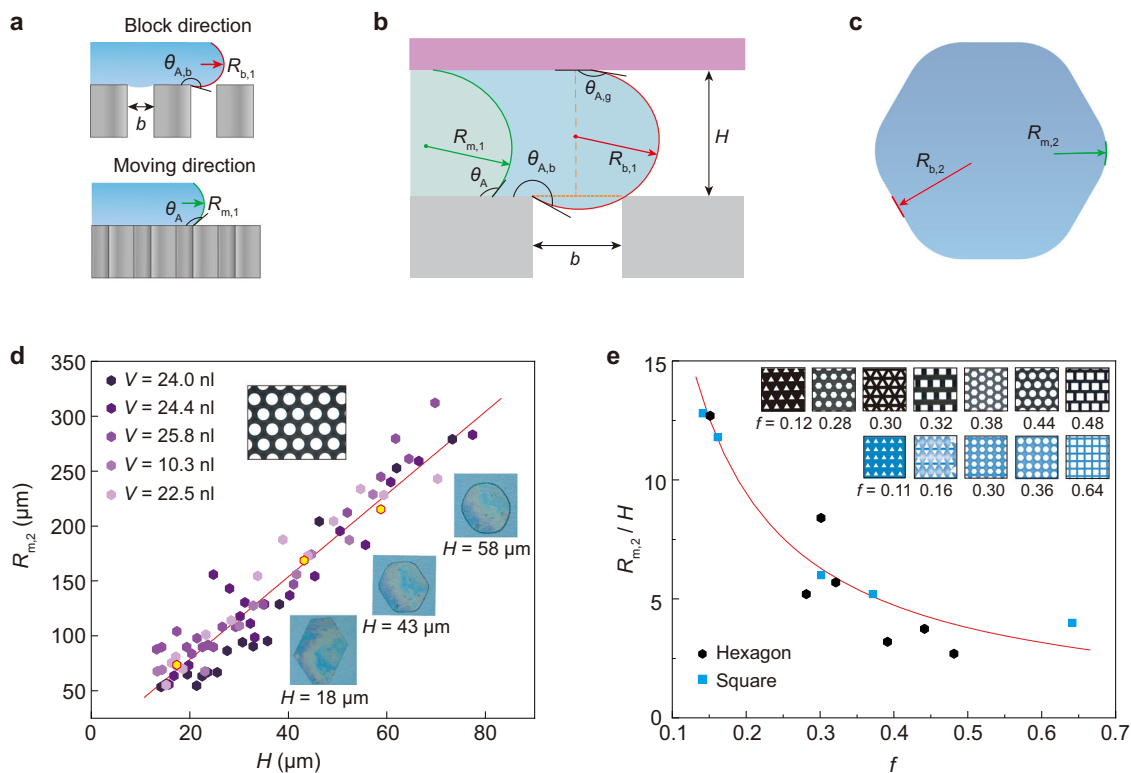 a
Block direction
θA,b
Rb,1
b
Moving direction
θA
Rm,1
b
θA,g
Rm,1
θA,b
Rb,1
H
θA
b
c
Rm,2
Rb,2
d
350
300
250
200
150
100
50
Rm,2 (μm)
V = 24.0 nl
V = 24.4 nl
V = 25.8 nl
V = 10.3 nl
V = 22.5 nl
H = 58 μm
H = 43 μm
H = 18 μm
0 20 40 60 80
H (μm)
e
15
10
5
0
Rm,2 / H
f = 0.12 0.28 0.30 0.32 0.38 0.44 0.48
f = 0.11 0.16 0.30 0.36 0.64
Hexagon
Square
0.1 0.2 0.3 0.4 0.5 0.6 0.7
f